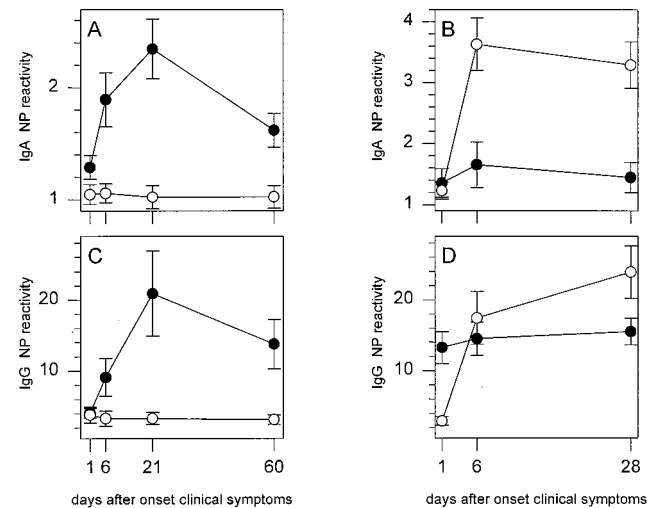 A
B
IgA NP reactivity
2
1
IgA NP reactivity
4
3
2
1
C
D
IgG NP reactivity
20
10
IgG NP reactivity
20
10
1 6 21 60
1 6 28
days after onset clinical symptoms
days after onset clinical symptoms